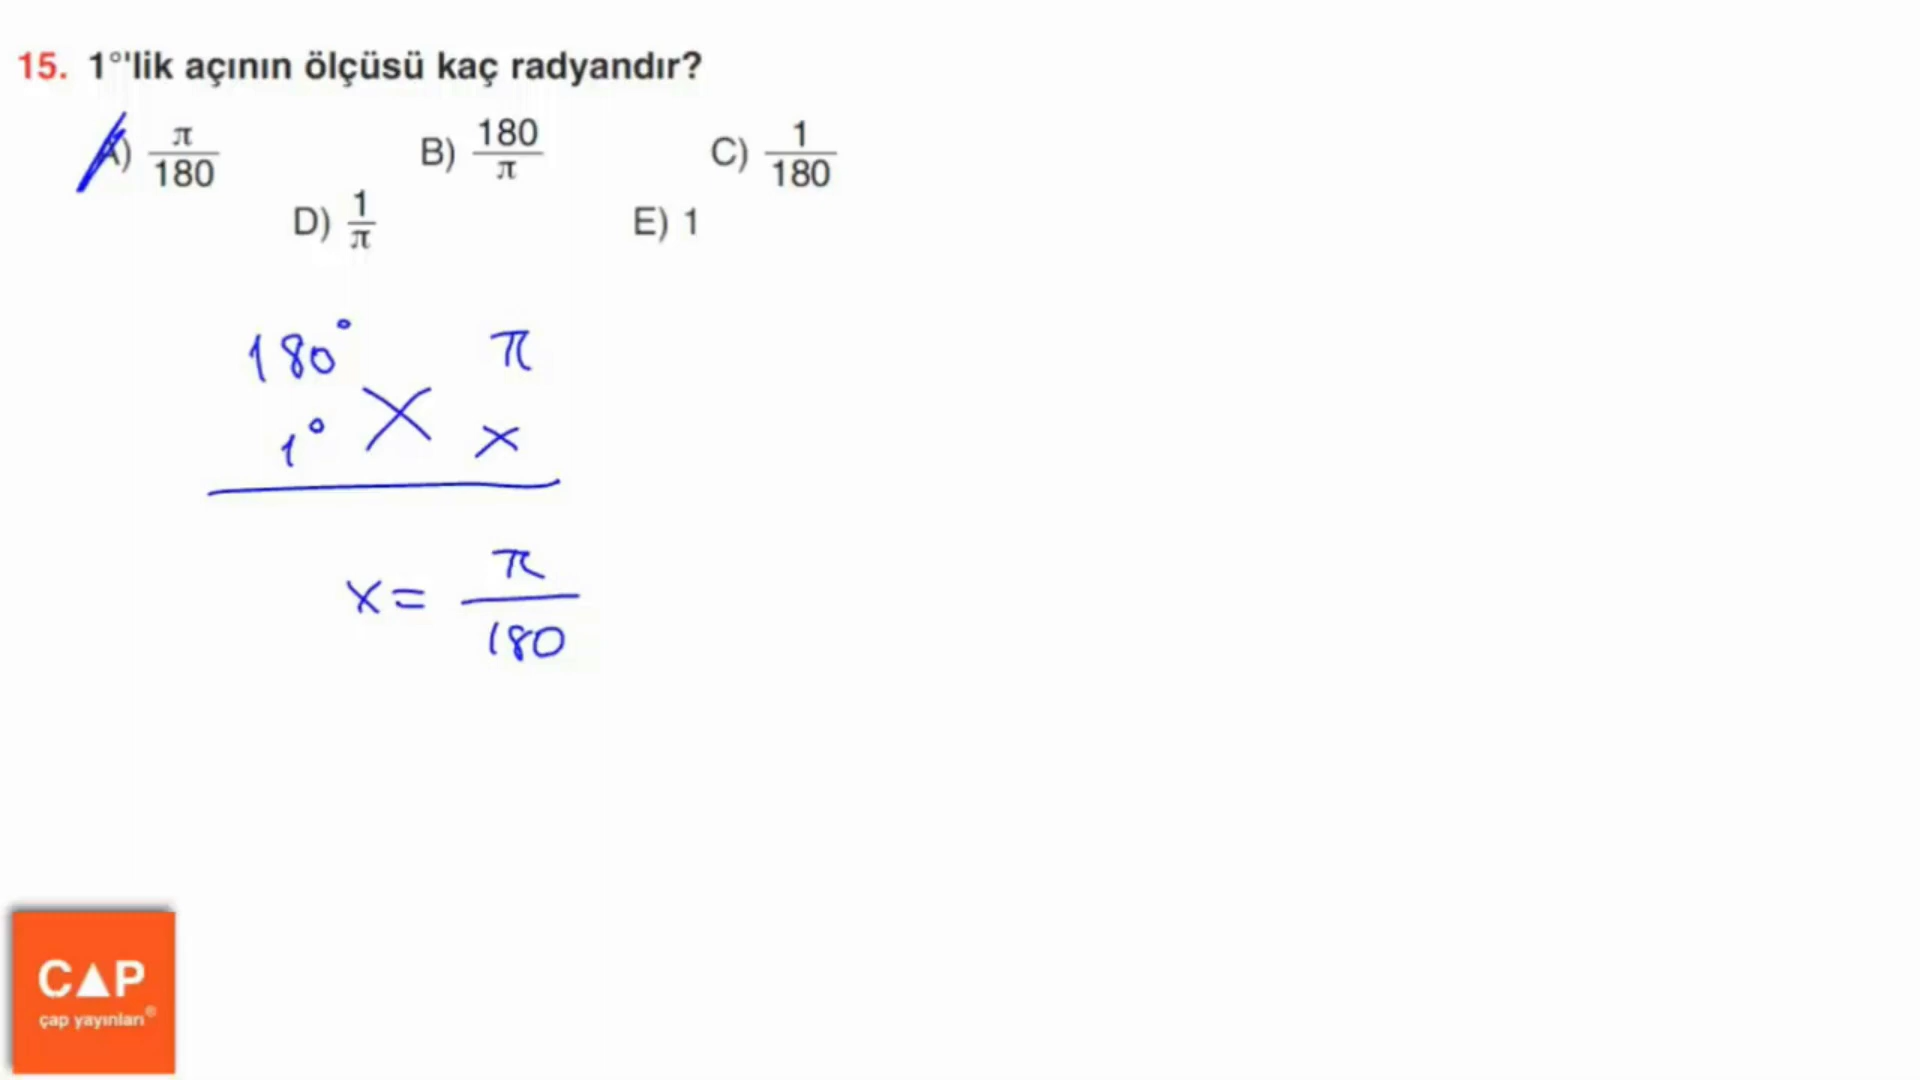 15. 1°'lik açının ölçüsü kaç radyandır?
A) π/180 B) 180/π C) 1/180
D) 1/π E) 1
180° π
1° x
x = π/180
CAP
çap yayınları®